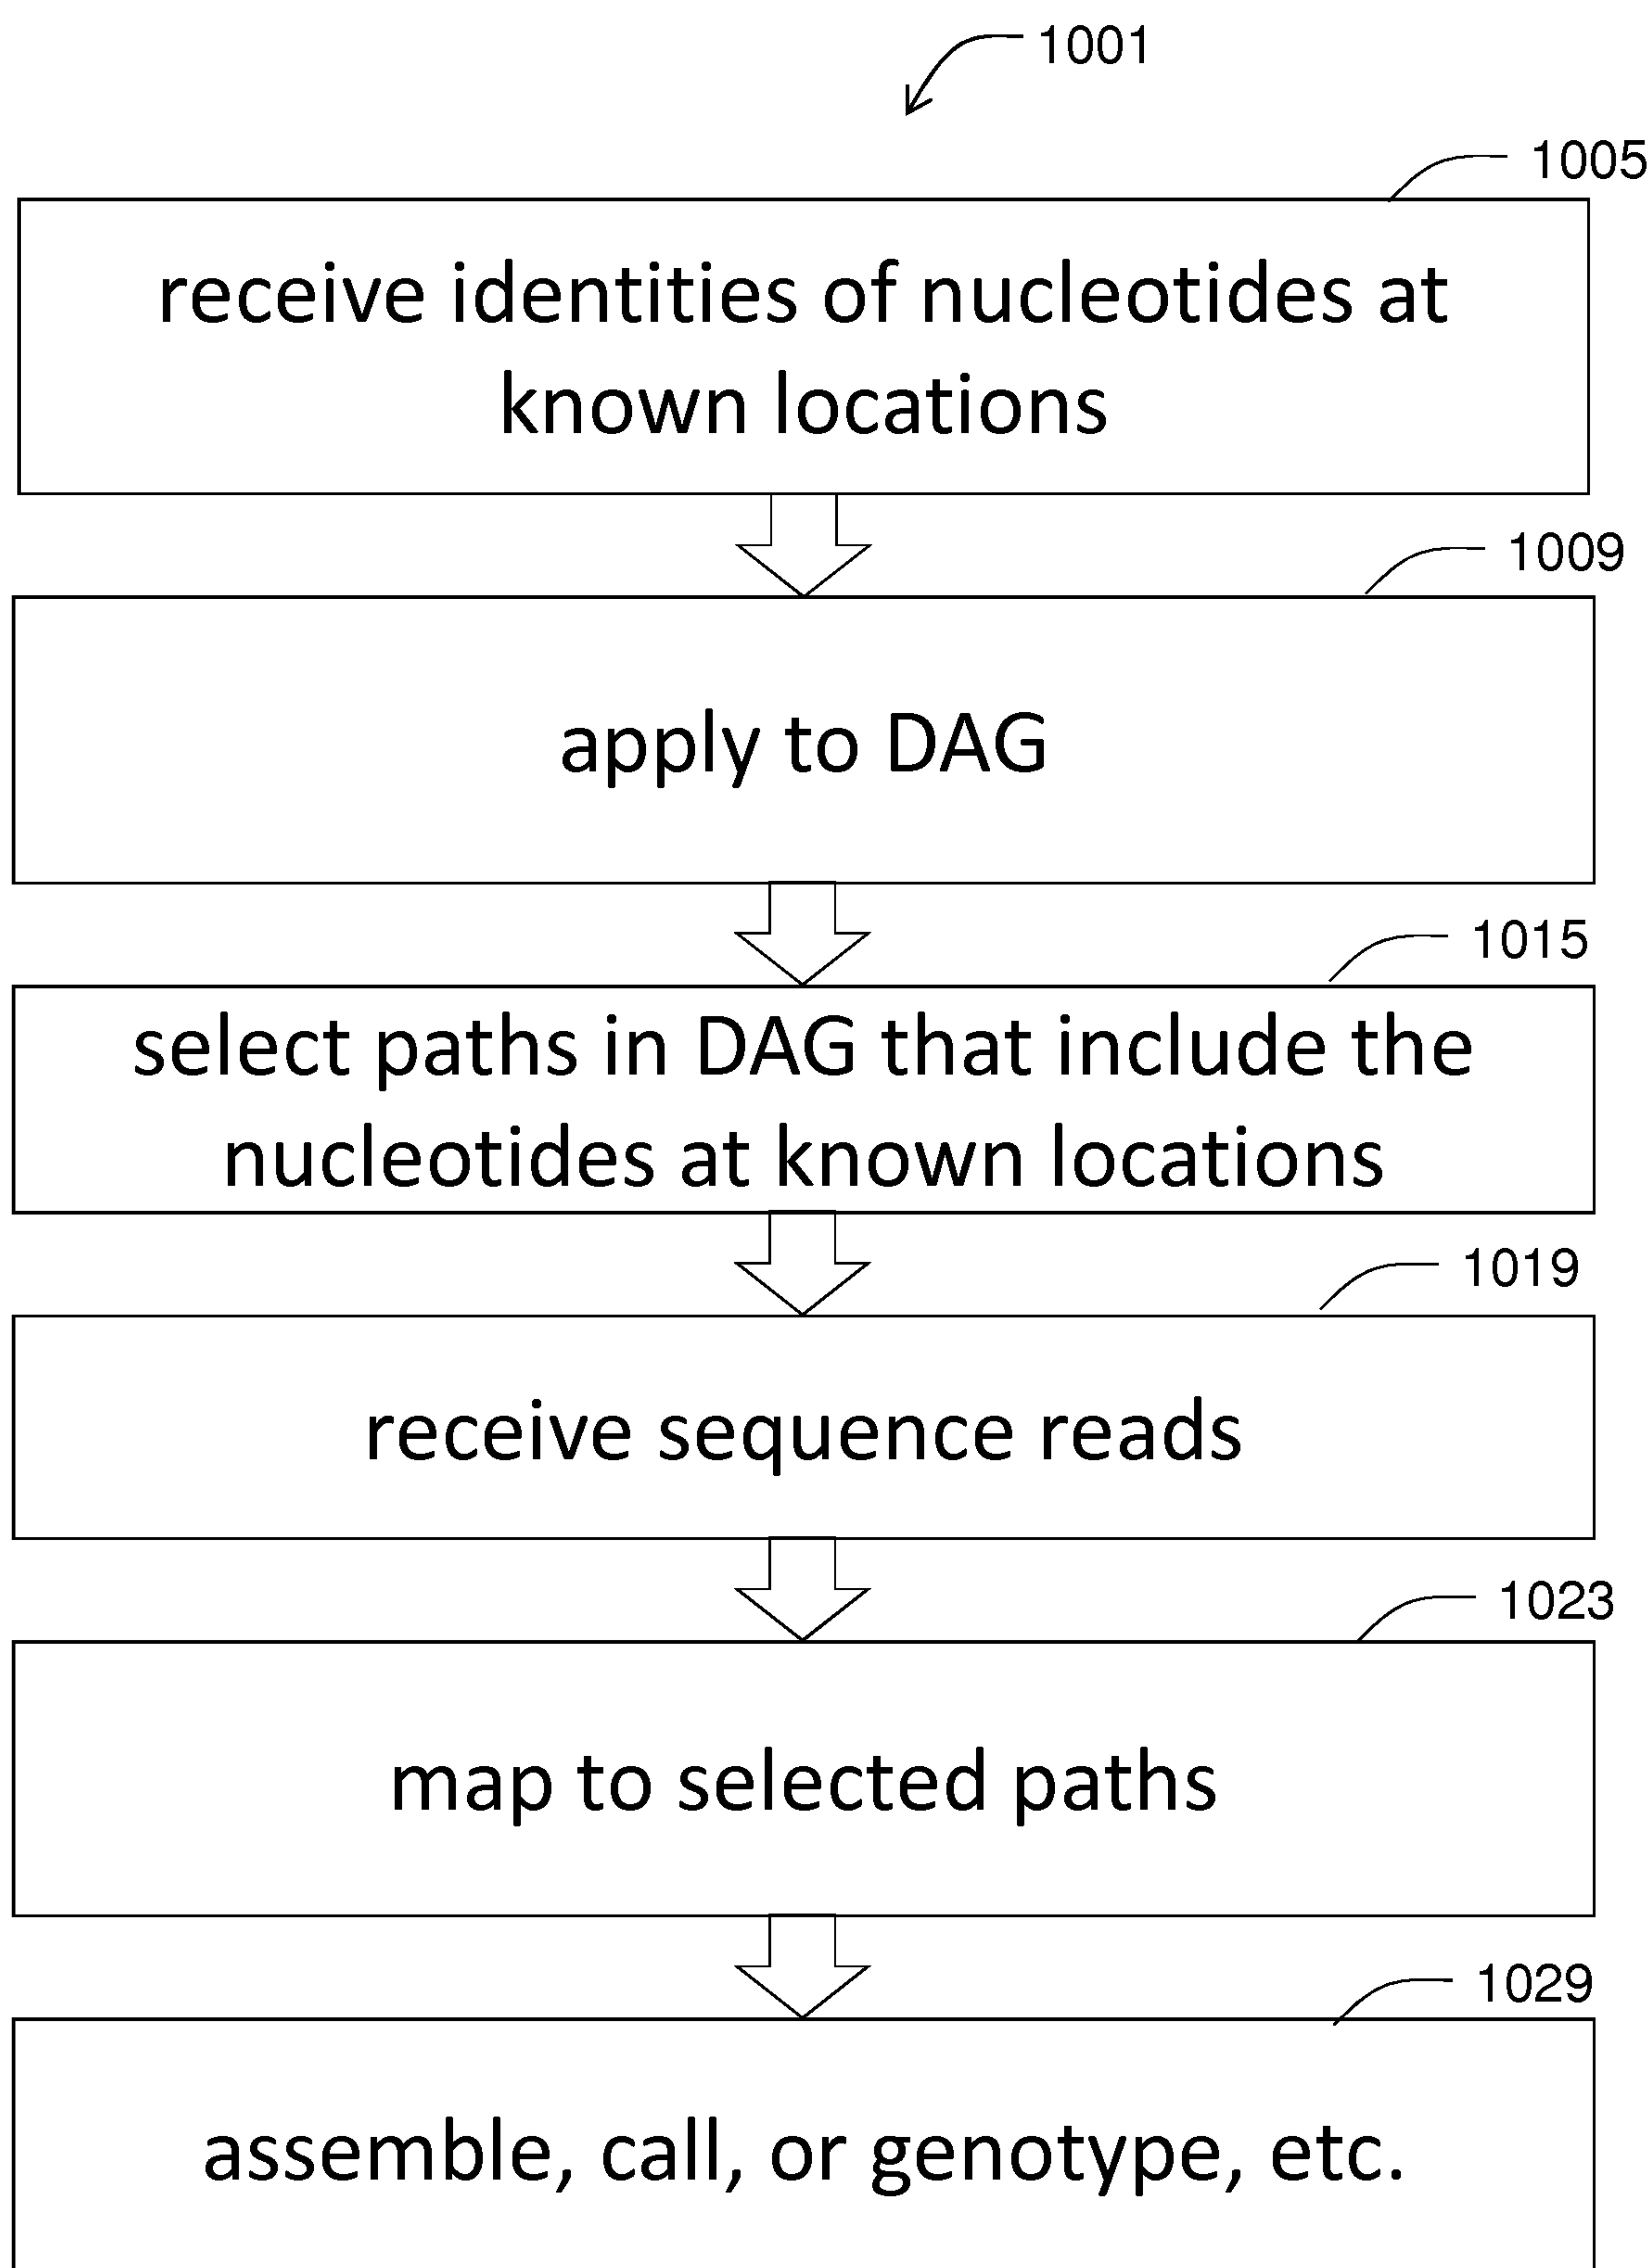 1001
1005
receive identities of nucleotides at
known locations
1009
apply to DAG
1015
select paths in DAG that include the
nucleotides at known locations
1019
receive sequence reads
1023
map to selected paths
1029
assemble, call, or genotype, etc.